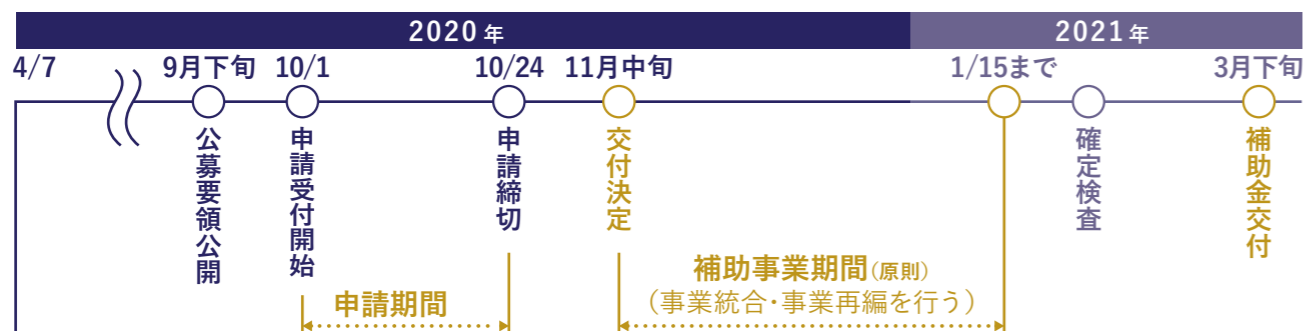 2020年
2021年
4/7
9月下旬
10/1
10/24
11月中旬
1/15まで
3月下旬
公募要領公開
申請受付開始
申請締切
交付決定
確定検査
補助金交付
申請期間
補助事業期間(原則)
（事業統合・事業再編を行う）